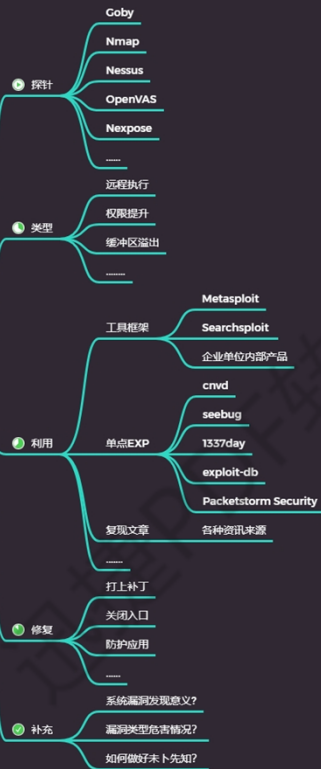 探针
Goby
Nmap
Nessus
OpenVAS
Nexpose
......
类型
远程执行
权限提升
缓冲区溢出
........
利用
工具框架
Metasploit
Searchsploit
企业单位内部产品
单点EXP
cnvd
seebug
1337day
exploit-db
Packetstorm Security
复现文章
各种资讯来源
.......
修复
打上补丁
关闭入口
防护应用
......
补充
系统漏洞发现意义?
漏洞类型危害情况?
如何做好未卜先知?